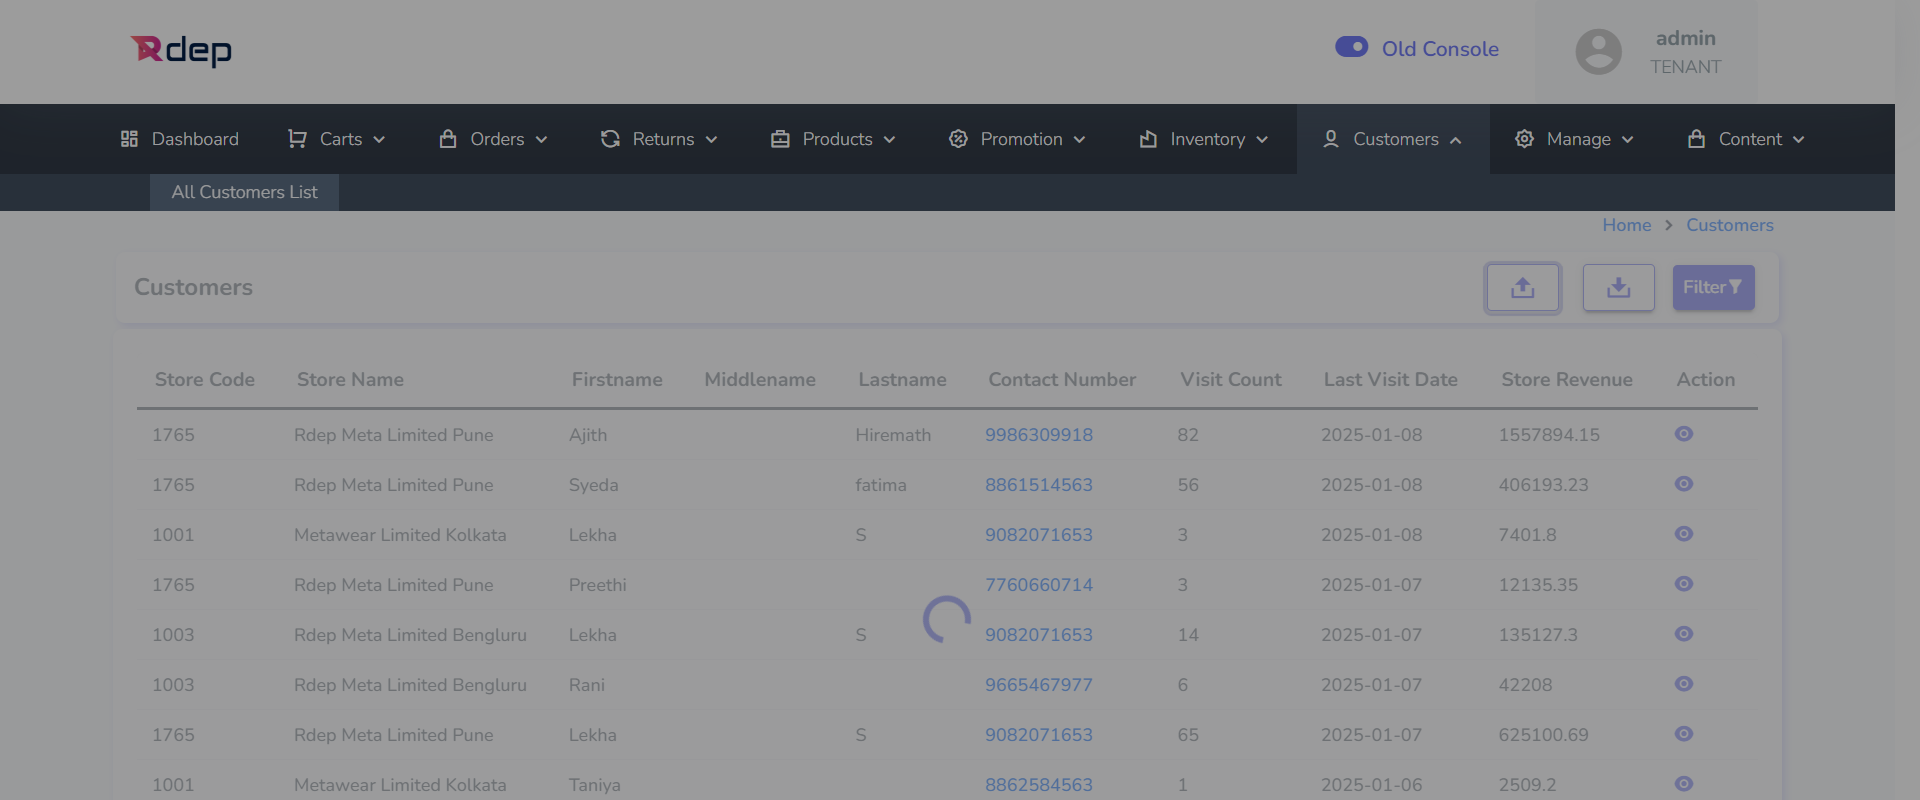 Rdep
Old Console
admin
TENANT
Dashboard Carts Orders Returns Products Promotion Inventory Customers Manage Content
All Customers List
Home > Customers
Customers
Filter
Store Code Store Name Firstname Middlename Lastname Contact Number Visit Count Last Visit Date Store Revenue Action
1765 Rdep Meta Limited Pune Ajith Hiremath 9986309918 82 2025-01-08 1557894.15
1765 Rdep Meta Limited Pune Syeda fatima 8861514563 56 2025-01-08 406193.23
1001 Metawear Limited Kolkata Lekha S 9082071653 3 2025-01-08 7401.8
1765 Rdep Meta Limited Pune Preethi 7760660714 3 2025-01-07 12135.35
1003 Rdep Meta Limited Bengluru Lekha S 9082071653 14 2025-01-07 135127.3
1003 Rdep Meta Limited Bengluru Rani 9665467977 6 2025-01-07 42208
1765 Rdep Meta Limited Pune Lekha S 9082071653 65 2025-01-07 625100.69
1001 Metawear Limited Kolkata Taniya 8862584563 1 2025-01-06 2509.2